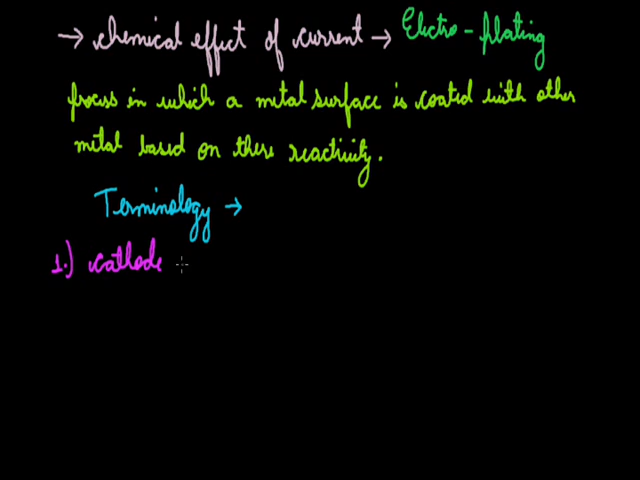 → chemical effect of current → Electro-plating
process in which a metal surface is coated with other
metal based on there reactivity.
Terminology →
1.) cathode